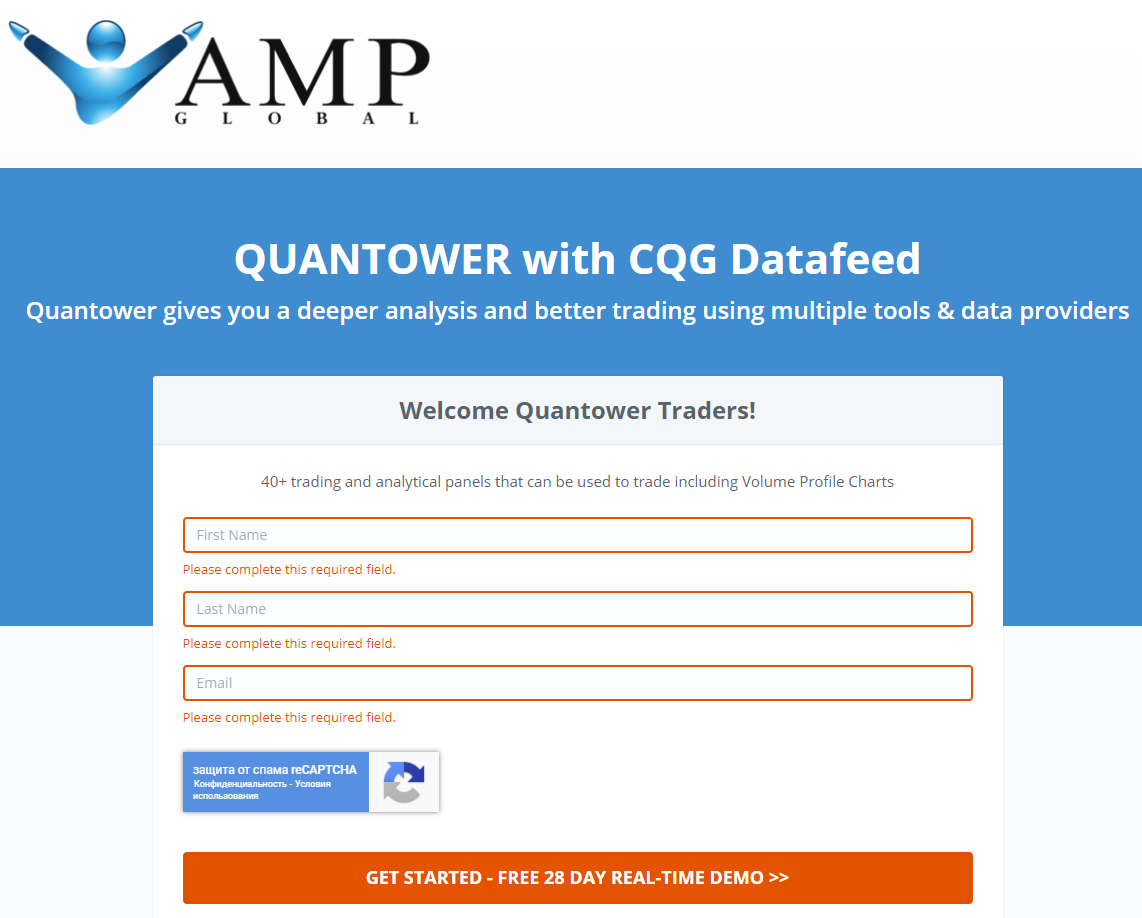 AMP
GLOBAL
QUANTOWER with CQG Datafeed
Quantower gives you a deeper analysis and better trading using multiple tools & data providers
Welcome Quantower Traders!
40+ trading and analytical panels that can be used to trade including Volume Profile Charts
First Name
Please complete this required field.
Last Name
Please complete this required field.
Email
Please complete this required field.
защита от спама reCAPTCHA
Конфиденциальность - Условия
использования
GET STARTED - FREE 28 DAY REAL-TIME DEMO >>